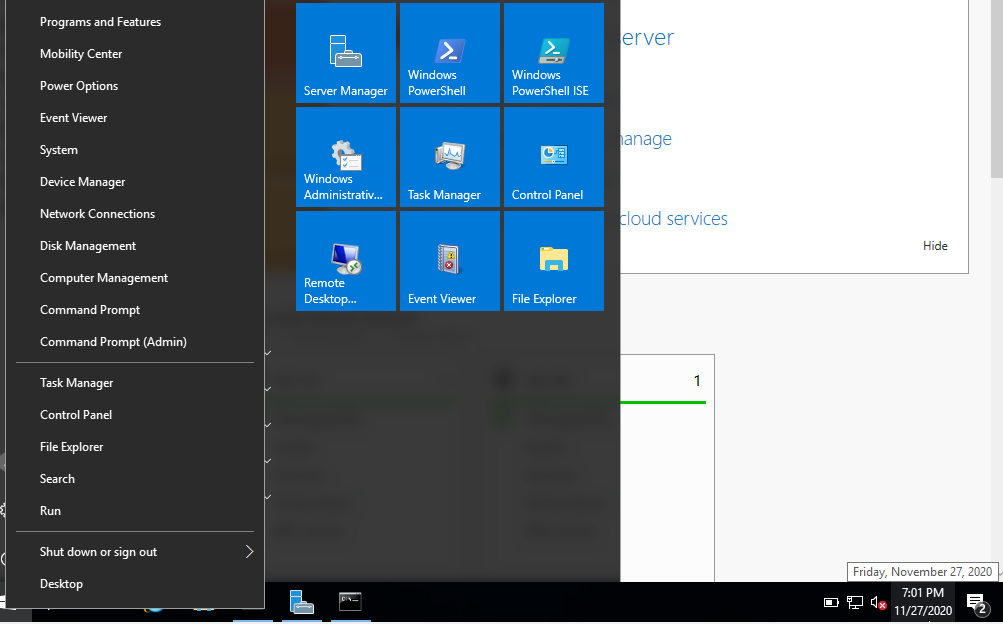 Programs and Features
Mobility Center
Power Options
Event Viewer
System
Device Manager
Network Connections
Disk Management
Computer Management
Command Prompt
Command Prompt (Admin)
Task Manager
Control Panel
File Explorer
Search
Run
Shut down or sign out
Desktop
Server Manager
Windows
PowerShell
Windows
PowerShell ISE
Windows
Administrativ...
Task Manager
Control Panel
Remote
Desktop...
Event Viewer
File Explorer
erver
manage
cloud services
Hide
1
Friday, November 27, 2020
7:01 PM
11/27/2020
2